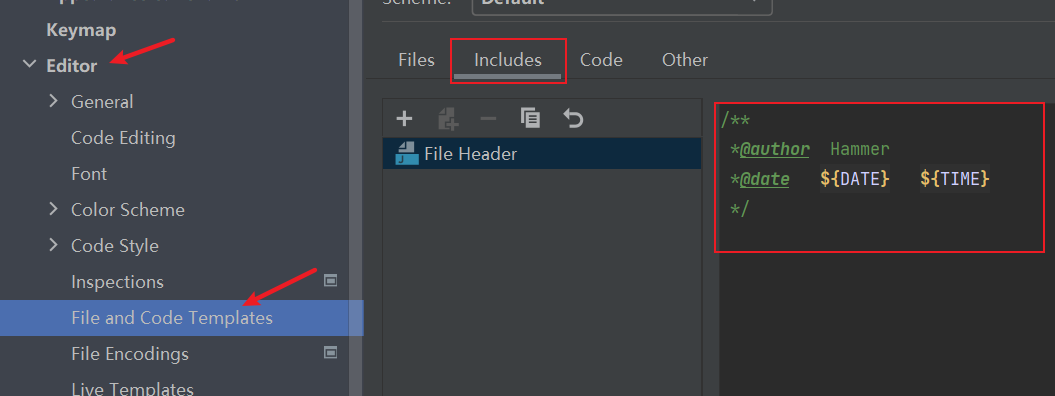 Scheme: Default
Keymap
Editor
General
Code Editing
Font
Color Scheme
Code Style
Inspections
File and Code Templates
File Encodings
Live Templates
Files Includes Code Other
File Header
/**
*@author Hammer
*@date ${DATE} ${TIME}
*/